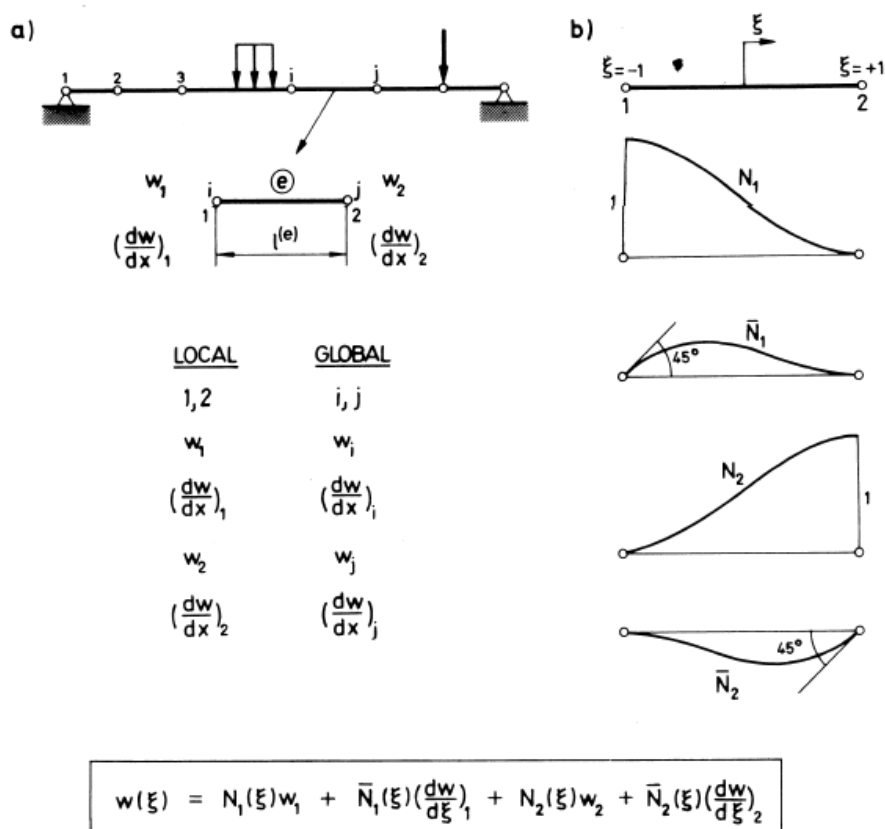 a)
1 2 3 i j
w₁ i ⓔ j w₂
1 2
(dw/dx)₁ l⁽ᵉ⁾ (dw/dx)₂
LOCAL GLOBAL
1,2 i,j
w₁ wᵢ
(dw/dx)₁ (dw/dx)ᵢ
w₂ wⱼ
(dw/dx)₂ (dw/dx)ⱼ
b)
ξ
ξ=-1 ξ=+1
1 2
N₁
1
N̄₁
45°
N₂
1
45°
N̄₂
w(ξ) = N₁(ξ)w₁ + N̄₁(ξ)(dw/dξ)₁ + N₂(ξ)w₂ + N̄₂(ξ)(dw/dξ)₂